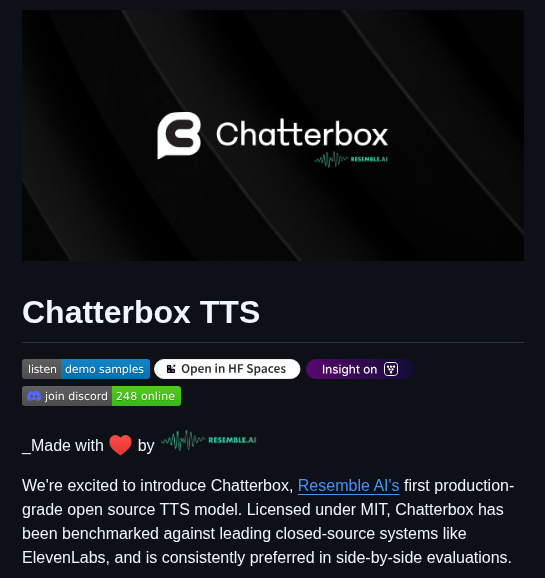 Chatterbox
RESEMBLE.AI
Chatterbox TTS
listen demo samples
Open in HF Spaces
Insight on
join discord 248 online
_Made with ❤️ by RESEMBLE.AI
We're excited to introduce Chatterbox, Resemble AI's first production-
grade open source TTS model. Licensed under MIT, Chatterbox has
been benchmarked against leading closed-source systems like
ElevenLabs, and is consistently preferred in side-by-side evaluations.